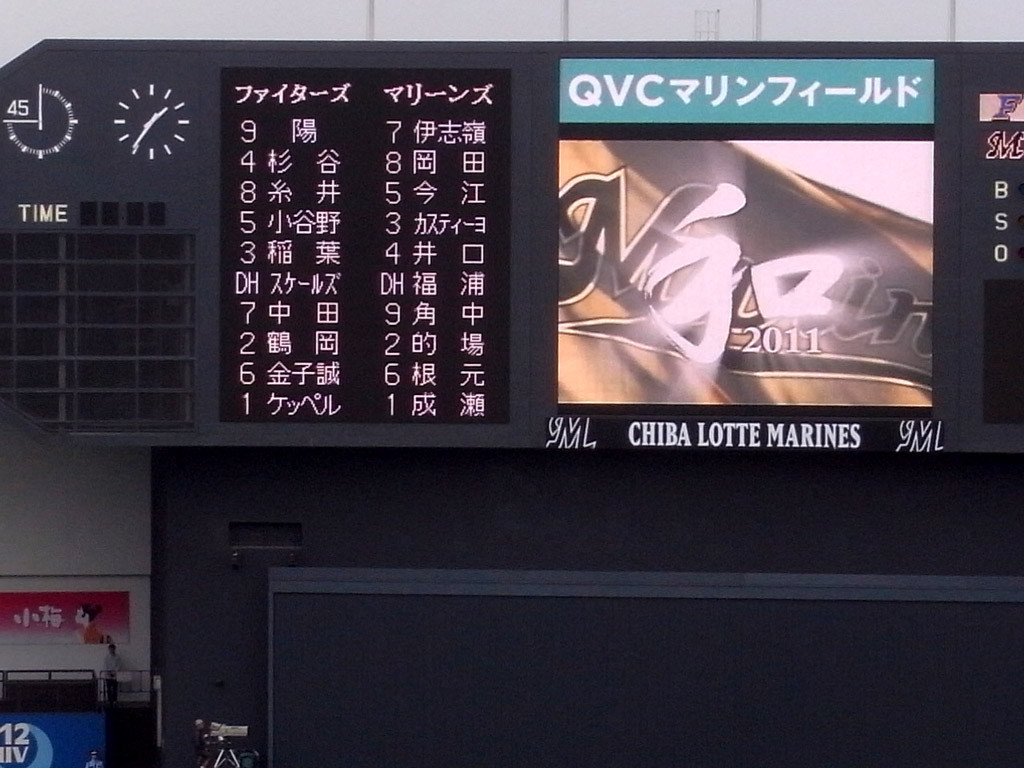 45
TIME
ファイターズ マリーンズ
9 陽 7 伊志嶺
4 杉谷 8 岡田
8 糸井 5 今江
5 小谷野 3 カスティーヨ
3 稲葉 4 井口
DH スケールズ DH 福浦
7 中田 9 角中
2 鶴岡 2 的場
6 金子誠 6 根元
1 ケッペル 1 成瀬
QVCマリンフィールド
和
2011
CHIBA LOTTE MARINES
F
M
B
S
O
小梅
12